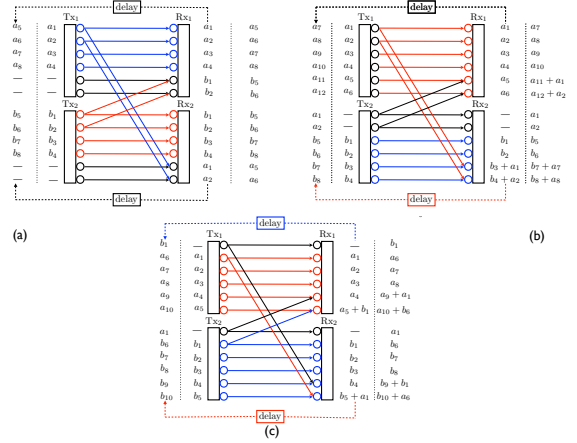 delay
Tx₁ Rx₁
a₅ a₁ a₁ a₅
a₆ a₂ a₂ a₆
a₇ a₃ a₃ a₇
a₈ a₄ a₄ a₈
— — b₁ b₅
— — b₂ b₆
Tx₂ Rx₂
b₅ b₁ b₁ b₅
b₆ b₂ b₂ b₆
b₇ b₃ b₃ b₇
b₈ b₄ b₄ b₈
— — a₁ a₅
— — a₂ a₆
delay
(a)
delay
Tx₁ Rx₁
a₇ a₁ a₁ a₇
a₈ a₂ a₂ a₈
a₉ a₃ a₃ a₉
a₁₀ a₄ a₄ a₁₀
a₁₁ a₅ a₅ a₁₁ + a₁
a₁₂ a₆ a₆ a₁₂ + a₂
Tx₂ Rx₂
a₁ — — a₁
a₂ — — a₂
b₅ b₁ b₁ b₅
b₆ b₂ b₂ b₆
b₇ b₃ b₃ + a₁ b₇ + a₇
b₈ b₄ b₄ + a₂ b₈ + a₈
delay
(b)
delay
Tx₁ Rx₁
b₁ — — b₁
a₆ a₁ a₁ a₆
a₇ a₂ a₂ a₇
a₈ a₃ a₃ a₈
a₉ a₄ a₄ a₉ + a₁
a₁₀ a₅ a₅ + b₁ a₁₀ + b₆
Tx₂ Rx₂
a₁ — — a₁
b₆ b₁ b₁ b₆
b₇ b₂ b₂ b₇
b₈ b₃ b₃ b₈
b₉ b₄ b₄ b₉ + b₁
b₁₀ b₅ b₅ + a₁ b₁₀ + a₆
delay
(c)